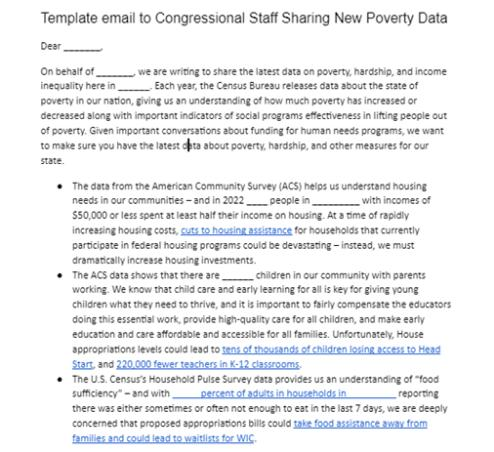 Template email to Congressional Staff Sharing New Poverty Data
Dear _______,
On behalf of _______, we are writing to share the latest data on poverty, hardship, and income
inequality here in ______. Each year, the Census Bureau releases data about the state of
poverty in our nation, giving us an understanding of how much poverty has increased or
decreased along with important indicators of social programs effectiveness in lifting people out
of poverty. Given important conversations about funding for human needs programs, we want
to make sure you have the latest data about poverty, hardship, and other measures for our
state.
● The data from the American Community Survey (ACS) helps us understand housing
needs in our communities – and in 2022 ____ people in _________ with incomes of
$50,000 or less spent at least half their income on housing. At a time of rapidly
increasing housing costs, cuts to housing assistance for households that currently
participate in federal housing programs could be devastating – instead, we must
dramatically increase housing investments.
● The ACS data shows that there are ______ children in our community with parents
working. We know that child care and early learning for all is key for giving young
children what they need to thrive, and it is important to fairly compensate the educators
doing this essential work, provide high-quality care for all children, and make early
education and care affordable and accessible for all families. Unfortunately, House
appropriations levels could lead to tens of thousands of children losing access to Head
Start, and 220,000 fewer teachers in K-12 classrooms.
● The U.S. Census's Household Pulse Survey data provides us an understanding of "food
sufficiency" – and with ______ percent of adults in households in __________ reporting
there was either sometimes or often not enough to eat in the last 7 days, we are deeply
concerned that proposed appropriations bills could take food assistance away from
families and could lead to waitlists for WIC.